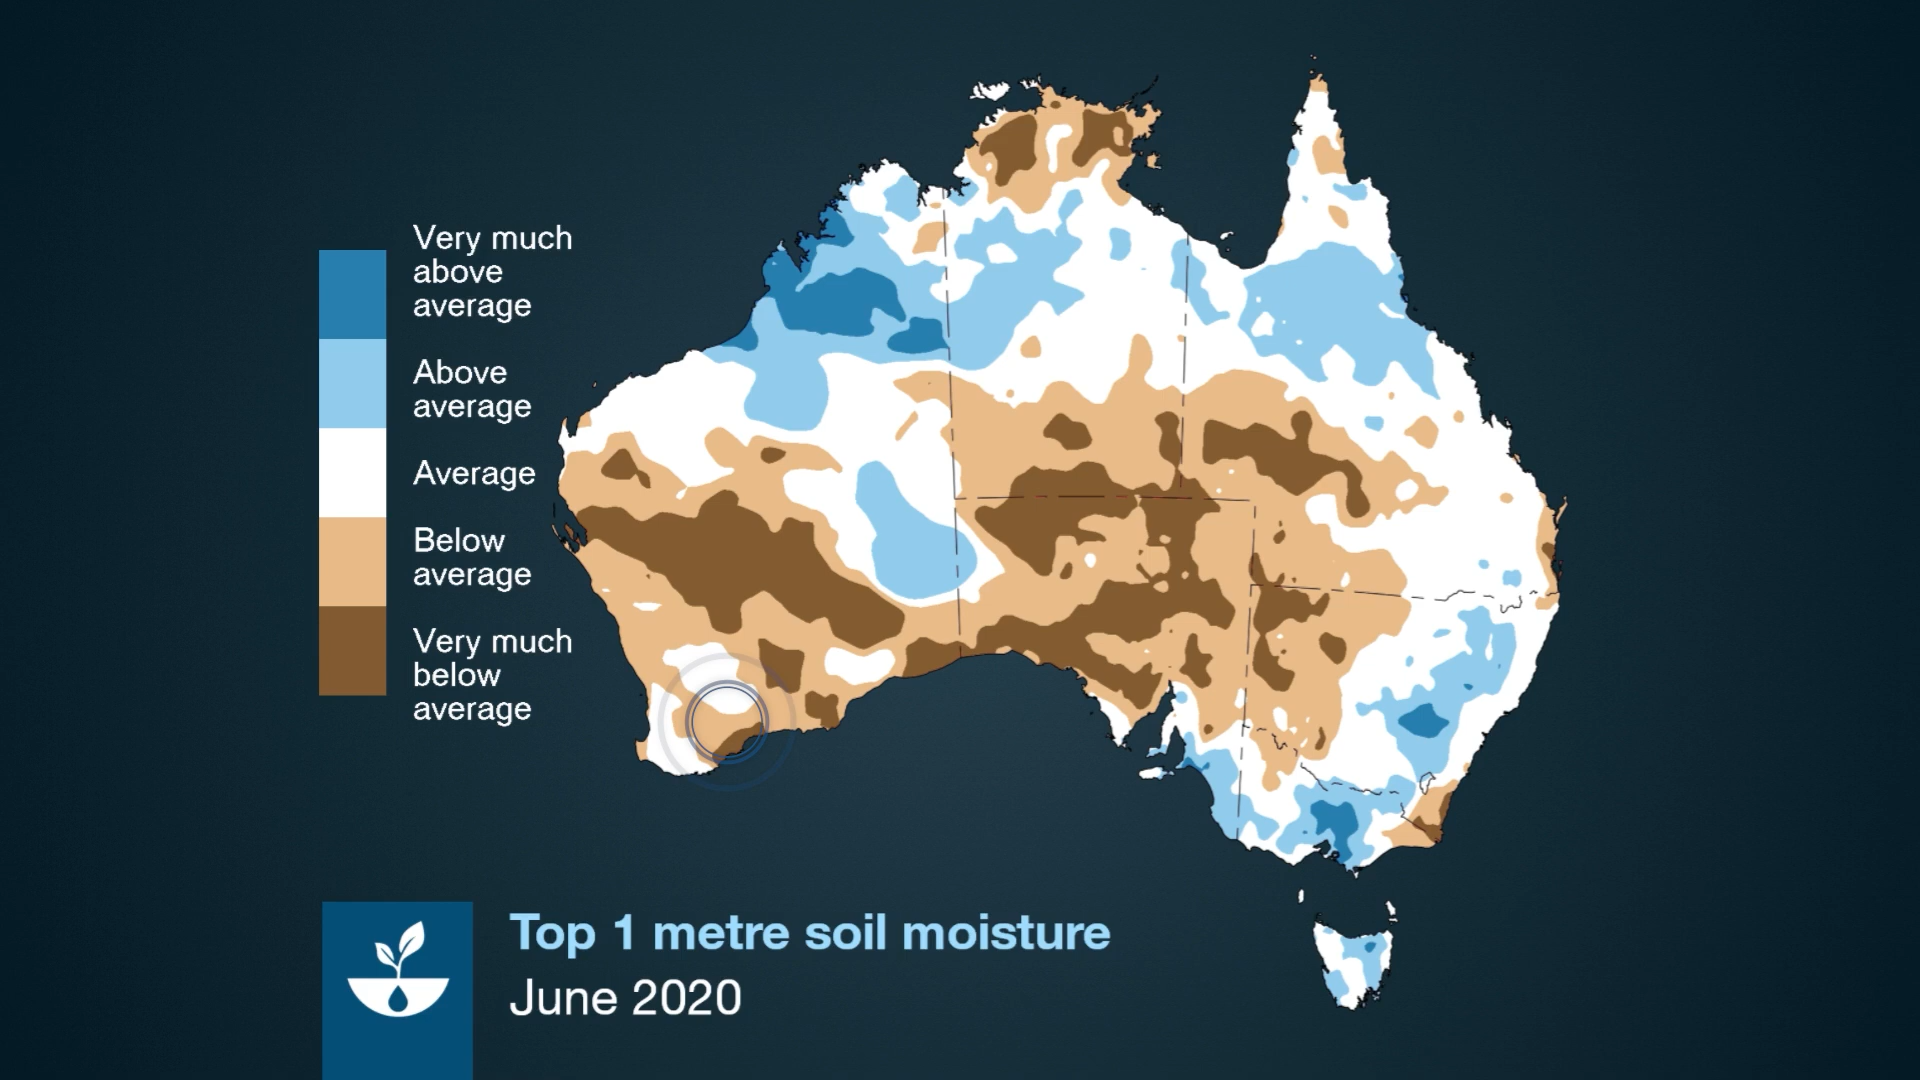 Very much
above
average
Above
average
Average
Below
average
Very much
below
average
Top 1 metre soil moisture
June 2020